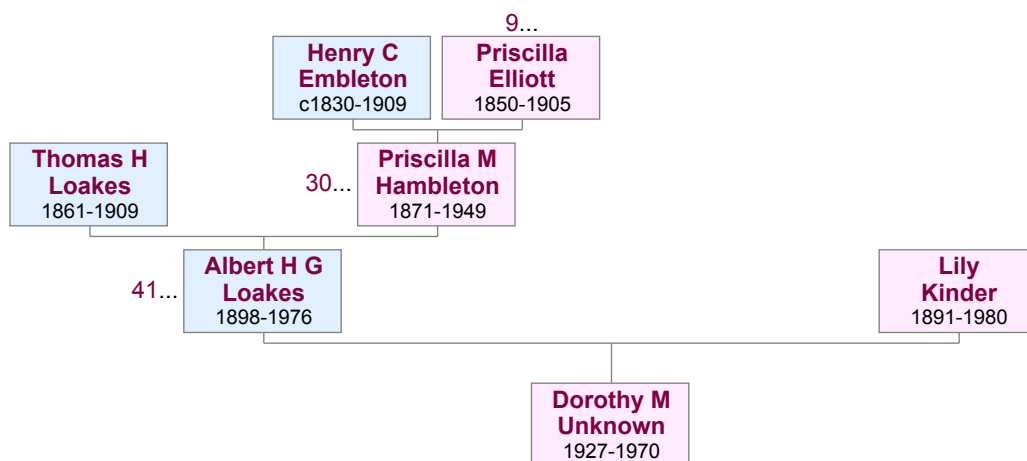 9...
Henry C
Embleton
c1830-1909
Priscilla
Elliott
1850-1905
Thomas H
Loakes
1861-1909
30...
Priscilla M
Hambleton
1871-1949
41...
Albert H G
Loakes
1898-1976
Lily
Kinder
1891-1980
Dorothy M
Unknown
1927-1970